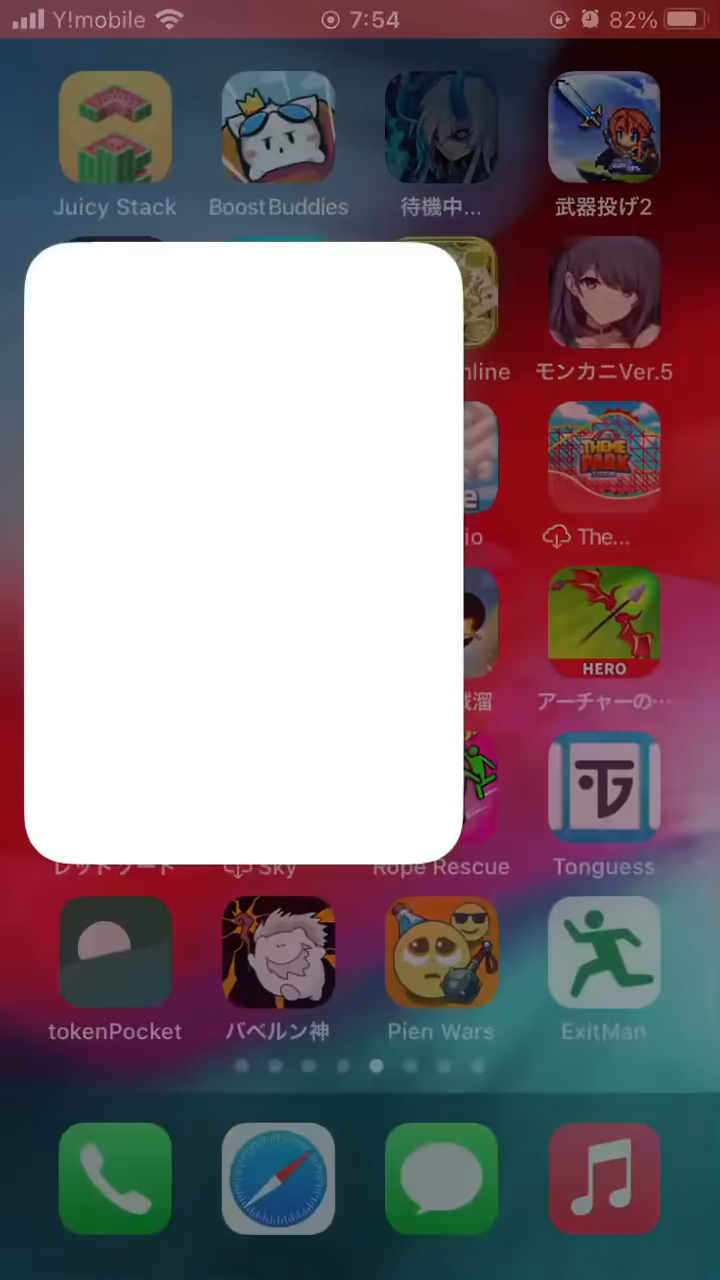 Y!mobile 7:54 82%
Juicy Stack BoostBuddies 待機中... 武器投げ2
モンカニVer.5
THEME PARK
The...
HERO
アーチャーの…
Sky Rope Rescue Tonguess
tokenPocket バベルン神 Pien Wars ExitMan